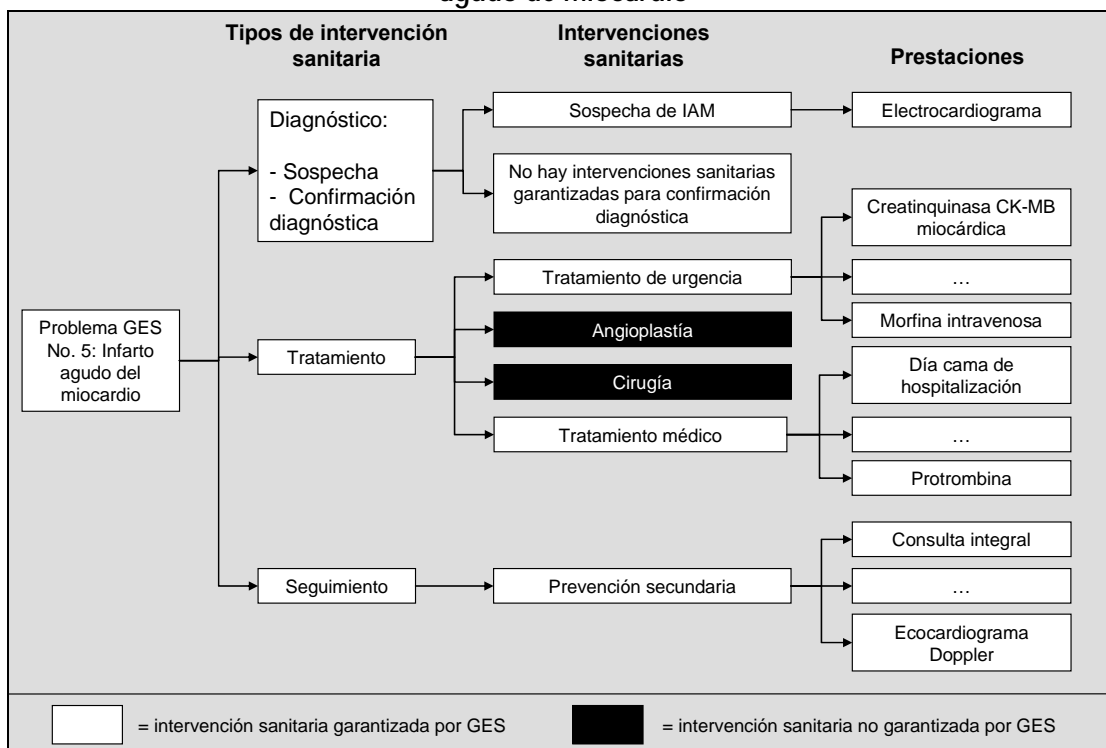 agudo de miocardio
Tipos de intervención
sanitaria
Intervenciones
sanitarias
Prestaciones
Diagnóstico:
- Sospecha
- Confirmación
diagnóstica
Sospecha de IAM
Electrocardiograma
No hay intervenciones sanitarias
garantizadas para confirmación
diagnóstica
Creatinquinasa CK-MB
miocárdica
Tratamiento de urgencia
…
Morfina intravenosa
Problema GES
No. 5: Infarto
agudo del
miocardio
Tratamiento
Angioplastía
Cirugía
Tratamiento médico
Día cama de
hospitalización
…
Protrombina
Seguimiento
Prevención secundaria
Consulta integral
…
Ecocardiograma
Doppler
= intervención sanitaria garantizada por GES
= intervención sanitaria no garantizada por GES